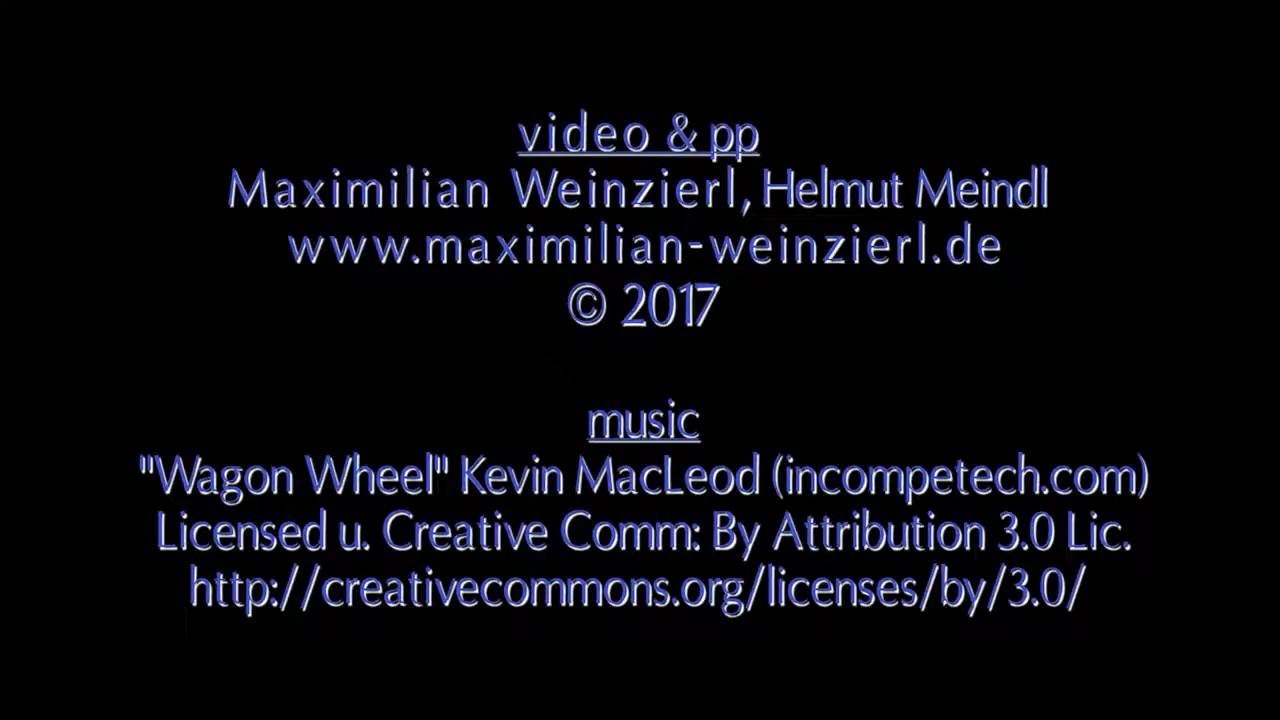 video & pp
Maximilian Weinzierl, Helmut Meindl
www.maximilian-weinzierl.de
© 2017
music
"Wagon Wheel" Kevin MacLeod (incompetech.com)
Licensed u. Creative Comm: By Attribution 3.0 Lic.
http://creativecommons.org/licenses/by/3.0/